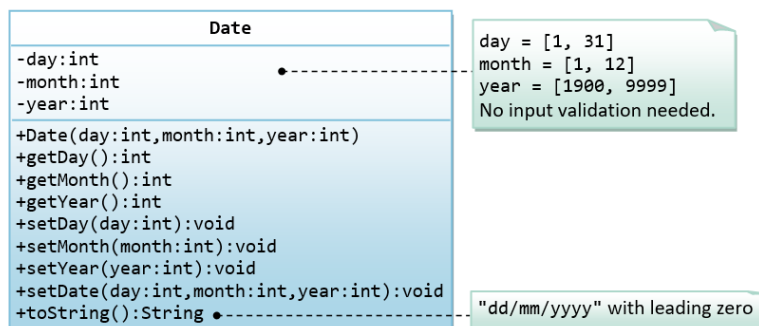 Date
-day:int
-month:int
-year:int
day = [1, 31]
month = [1, 12]
year = [1900, 9999]
No input validation needed.
+Date(day:int,month:int,year:int)
+getDay():int
+getMonth():int
+getYear():int
+setDay(day:int):void
+setMonth(month:int):void
+setYear(year:int):void
+setDate(day:int,month:int,year:int):void
+toString():String
"dd/mm/yyyy" with leading zero